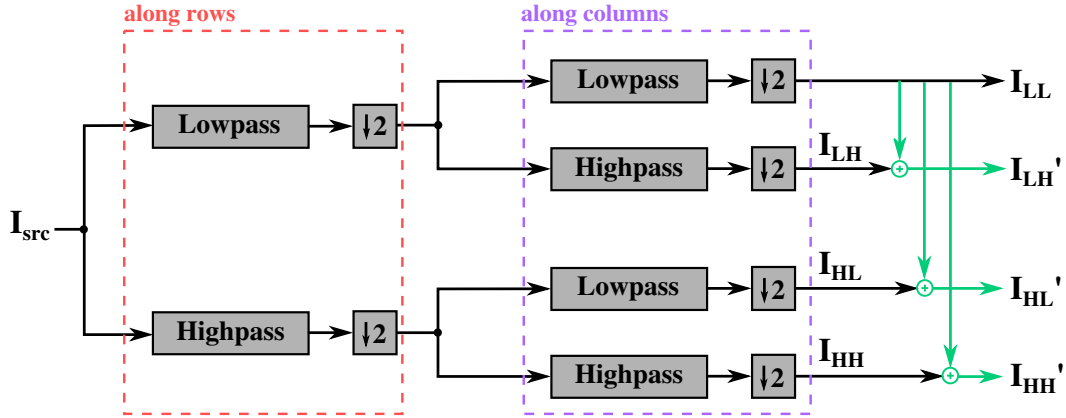 along rows
along columns
Lowpass ↓2 I_LL
Lowpass ↓2
Highpass ↓2 I_LH I_LH'
I_src
Lowpass ↓2 I_HL I_HL'
Highpass ↓2
Highpass ↓2 I_HH I_HH'